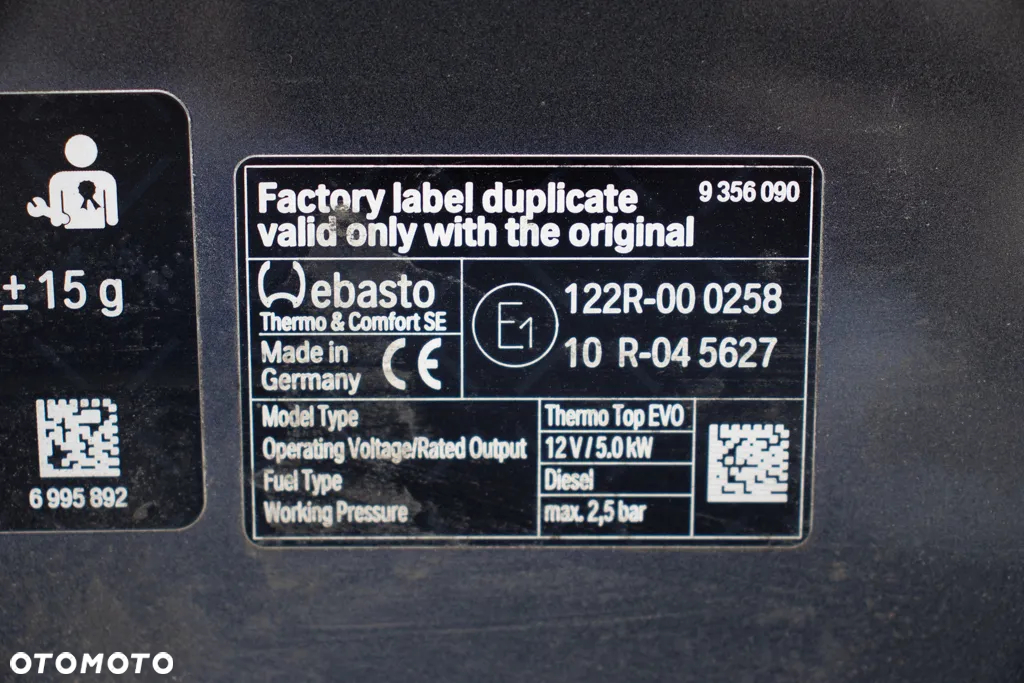 ± 15 g
6 995 892
Factory label duplicate
valid only with the original
9 356 090
Webasto
Thermo & Comfort SE
Made in
Germany
CE
E1
122R-00 0258
10 R-04 5627
Model Type
Thermo Top EVO
Operating Voltage/Rated Output
12 V / 5.0 kW
Fuel Type
Diesel
Working Pressure
max. 2,5 bar
OTOMOTO